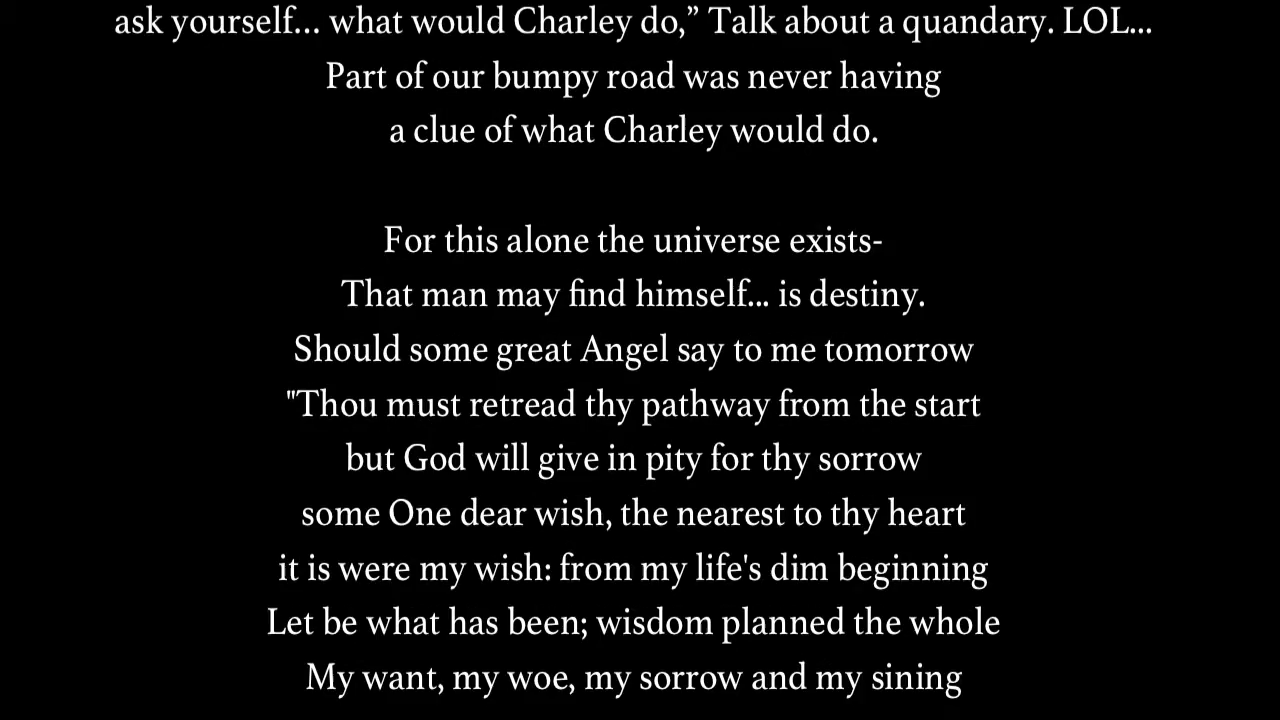 ask yourself... what would Charley do,” Talk about a quandary. LOL...
Part of our bumpy road was never having
a clue of what Charley would do.
For this alone the universe exists-
That man may find himself... is destiny.
Should some great Angel say to me tomorrow
"Thou must retread thy pathway from the start
but God will give in pity for thy sorrow
some One dear wish, the nearest to thy heart
it is were my wish: from my life's dim beginning
Let be what has been; wisdom planned the whole
My want, my woe, my sorrow and my sining